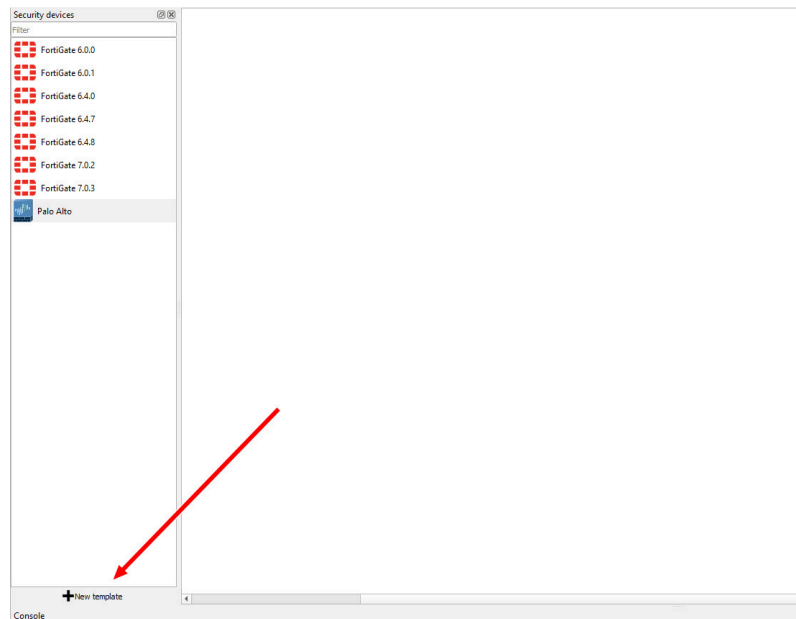 Security devices
Filter
FortiGate 6.0.0
FortiGate 6.0.1
FortiGate 6.4.0
FortiGate 6.4.7
FortiGate 6.4.8
FortiGate 7.0.2
FortiGate 7.0.3
Palo Alto
New template
Console